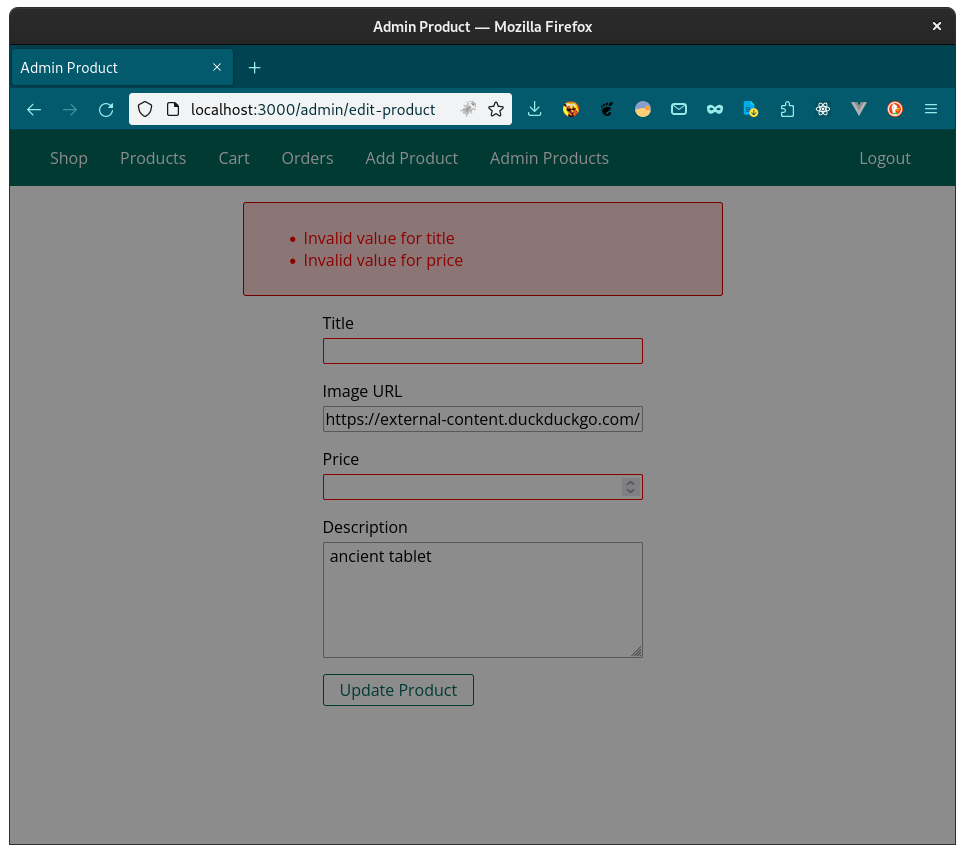 Admin Product — Mozilla Firefox
Admin Product
localhost:3000/admin/edit-product
Shop Products Cart Orders Add Product Admin Products Logout
Invalid value for title
Invalid value for price
Title
Image URL
https://external-content.duckduckgo.com/
Price
Description
ancient tablet
Update Product